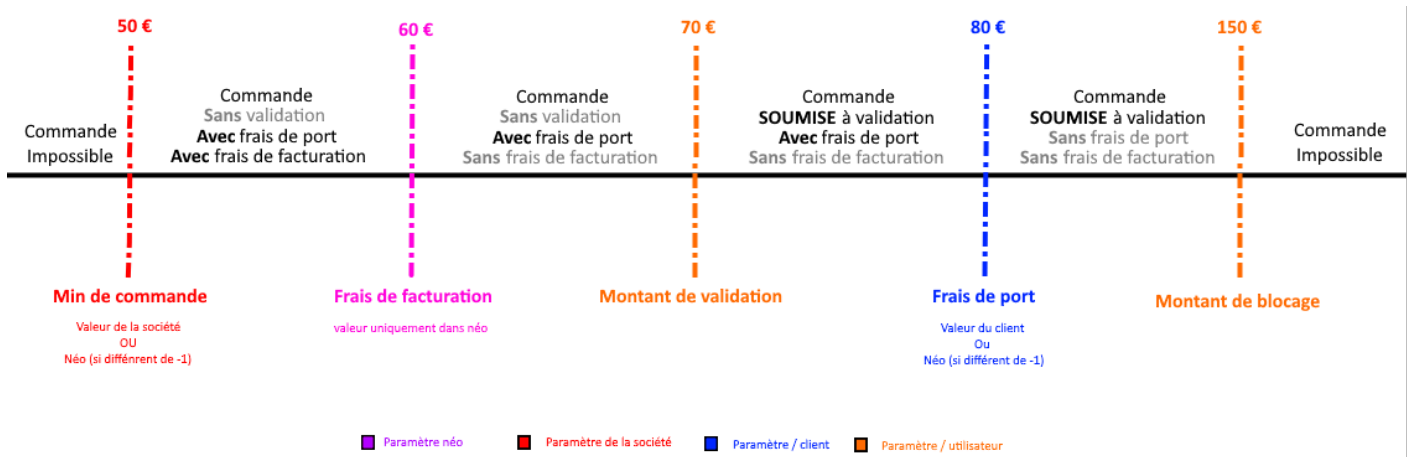 50 €
60 €
70 €
80 €
150 €
Commande
Impossible
Commande
Sans validation
Avec frais de port
Avec frais de facturation
Commande
Sans validation
Avec frais de port
Sans frais de facturation
Commande
SOUMISE à validation
Avec frais de port
Sans frais de facturation
Commande
SOUMISE à validation
Sans frais de port
Sans frais de facturation
Commande
Impossible
Min de commande
Valeur de la société
OU
Néo (si différnrent de -1)
Frais de facturation
valeur uniquement dans néo
Montant de validation
Frais de port
Valeur du client
Ou
Néo (si différent de -1)
Montant de blocage
Paramètre néo
Paramètre de la société
Paramètre / client
Paramètre / utilisateur